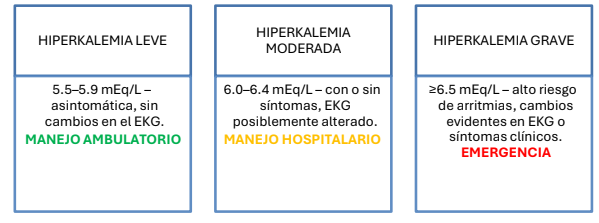 HIPERKALEMIA LEVE
5.5–5.9 mEq/L –
asintomática, sin
cambios en el EKG.
MANEJO AMBULATORIO
HIPERKALEMIA
MODERADA
6.0–6.4 mEq/L – con o sin
síntomas, EKG
posiblemente alterado.
MANEJO HOSPITALARIO
HIPERKALEMIA GRAVE
≥6.5 mEq/L – alto riesgo
de arritmias, cambios
evidentes en EKG o
síntomas clínicos.
EMERGENCIA